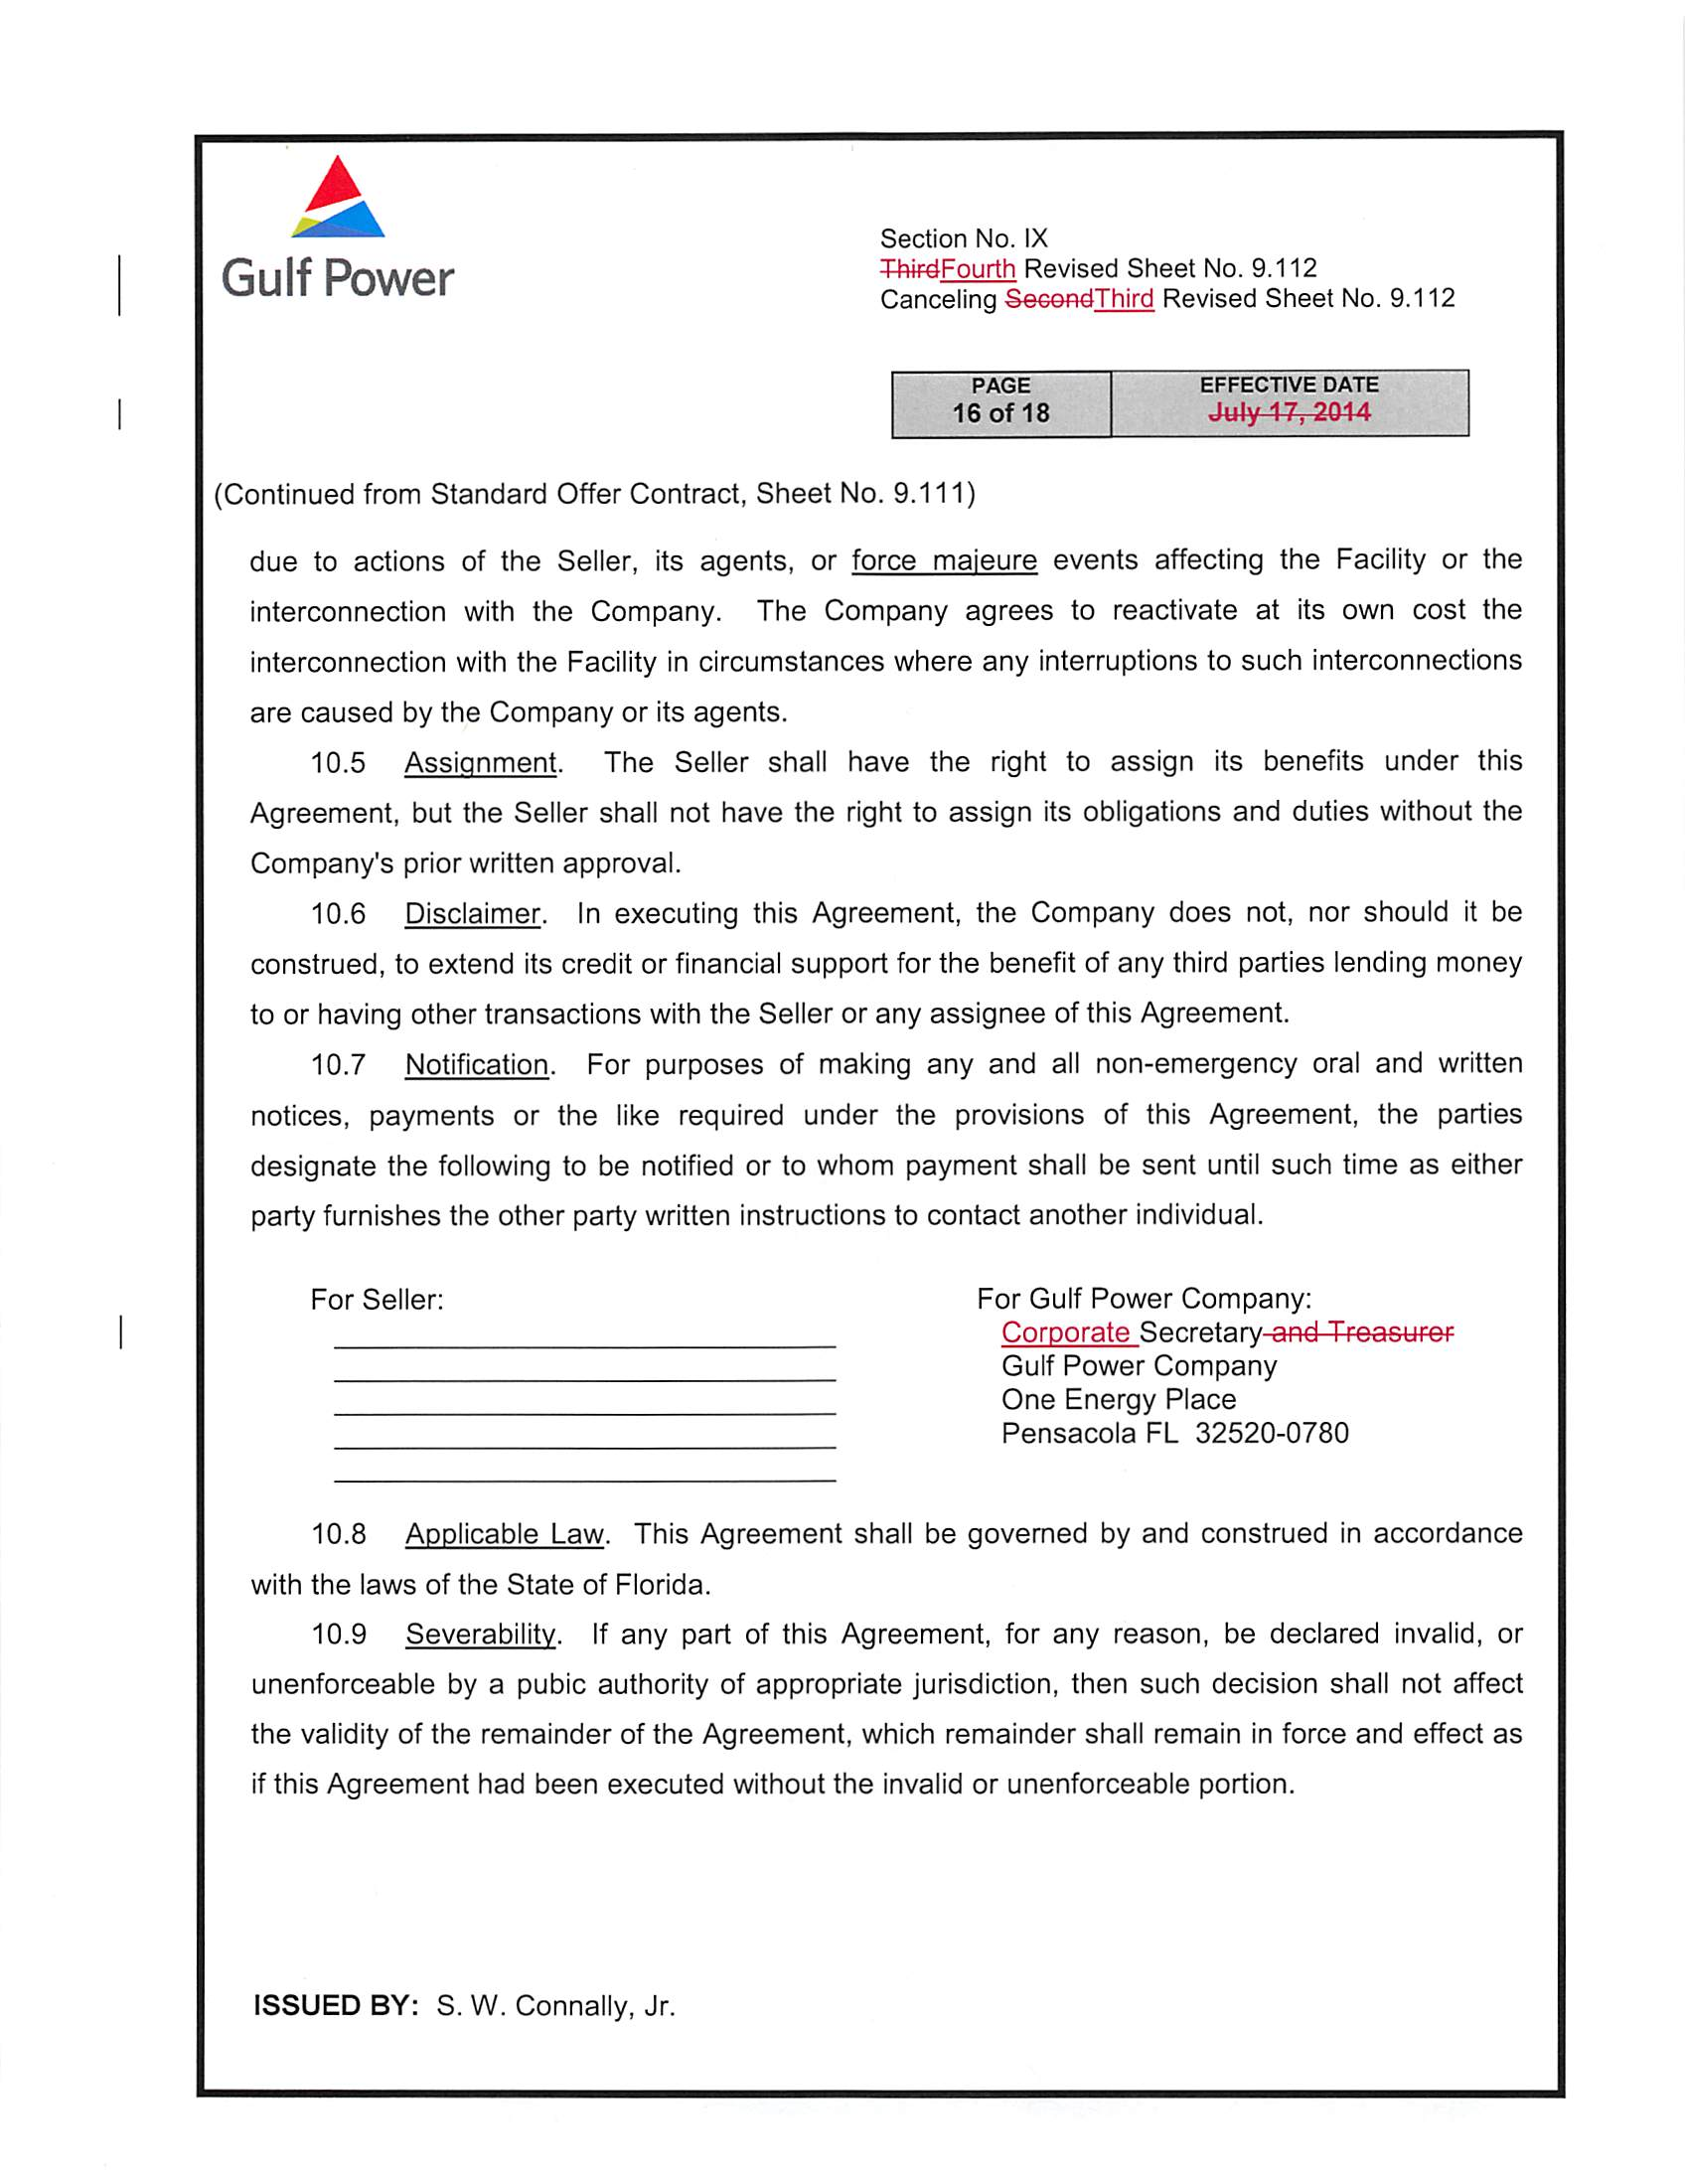 Gulf Power
Section No. IX
ThirdFourth Revised Sheet No. 9.112
Canceling SecondThird Revised Sheet No. 9.112
PAGE
16 of 18
EFFECTIVE DATE
July 17, 2014
(Continued from Standard Offer Contract, Sheet No. 9.111)
due to actions of the Seller, its agents, or force majeure events affecting the Facility or the
interconnection with the Company. The Company agrees to reactivate at its own cost the
interconnection with the Facility in circumstances where any interruptions to such interconnections
are caused by the Company or its agents.
10.5 Assignment. The Seller shall have the right to assign its benefits under this
Agreement, but the Seller shall not have the right to assign its obligations and duties without the
Company's prior written approval.
10.6 Disclaimer. In executing this Agreement, the Company does not, nor should it be
construed, to extend its credit or financial support for the benefit of any third parties lending money
to or having other transactions with the Seller or any assignee of this Agreement.
10.7 Notification. For purposes of making any and all non-emergency oral and written
notices, payments or the like required under the provisions of this Agreement, the parties
designate the following to be notified or to whom payment shall be sent until such time as either
party furnishes the other party written instructions to contact another individual.
For Seller:
For Gulf Power Company:
Corporate Secretary and Treasurer
Gulf Power Company
One Energy Place
Pensacola FL 32520-0780
10.8 Applicable Law. This Agreement shall be governed by and construed in accordance
with the laws of the State of Florida.
10.9 Severability. If any part of this Agreement, for any reason, be declared invalid, or
unenforceable by a pubic authority of appropriate jurisdiction, then such decision shall not affect
the validity of the remainder of the Agreement, which remainder shall remain in force and effect as
if this Agreement had been executed without the invalid or unenforceable portion.
ISSUED BY: S. W. Connally, Jr.